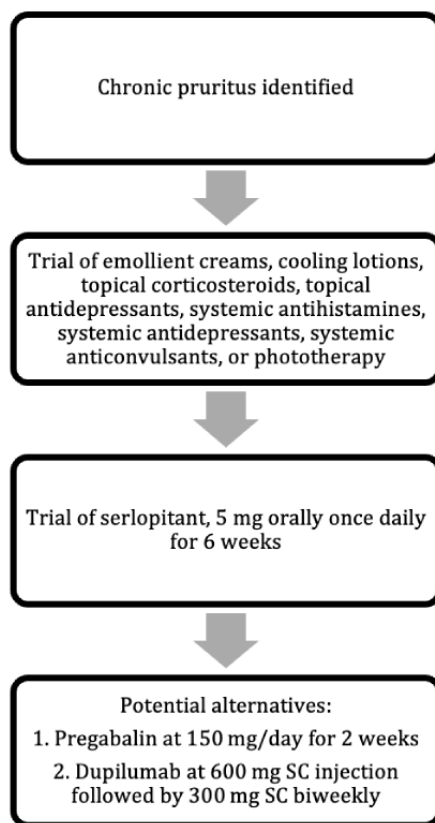 Chronic pruritus identified
Trial of emollient creams, cooling lotions,
topical corticosteroids, topical
antidepressants, systemic antihistamines,
systemic antidepressants, systemic
anticonvulsants, or phototherapy
Trial of serlopitant, 5 mg orally once daily
for 6 weeks
Potential alternatives:
1. Pregabalin at 150 mg/day for 2 weeks
2. Dupilumab at 600 mg SC injection
followed by 300 mg SC biweekly